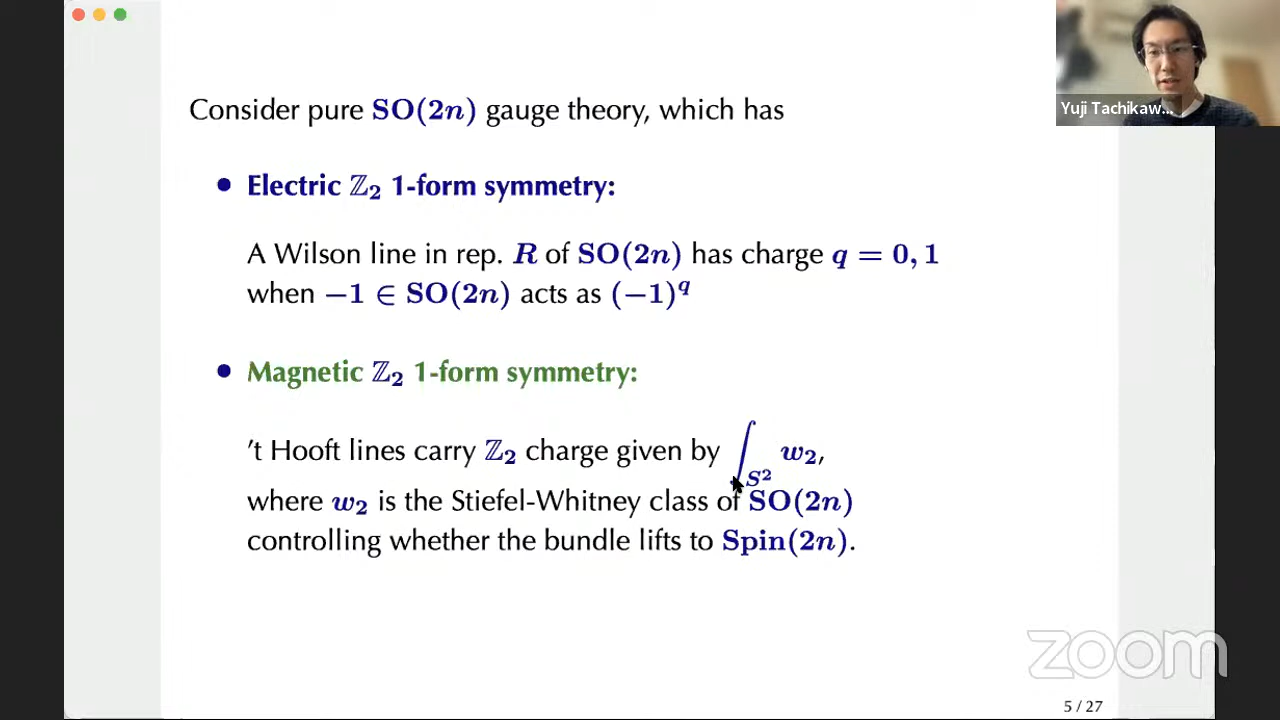 Consider pure SO(2n) gauge theory, which has
Yuji Tachikaw...
• Electric ℤ₂ 1-form symmetry:
A Wilson line in rep. R of SO(2n) has charge q = 0, 1
when −1 ∈ SO(2n) acts as (−1)^q
• Magnetic ℤ₂ 1-form symmetry:
’t Hooft lines carry ℤ₂ charge given by ∫_{S²} w₂,
where w₂ is the Stiefel-Whitney class of SO(2n)
controlling whether the bundle lifts to Spin(2n).
zoom
5 / 27